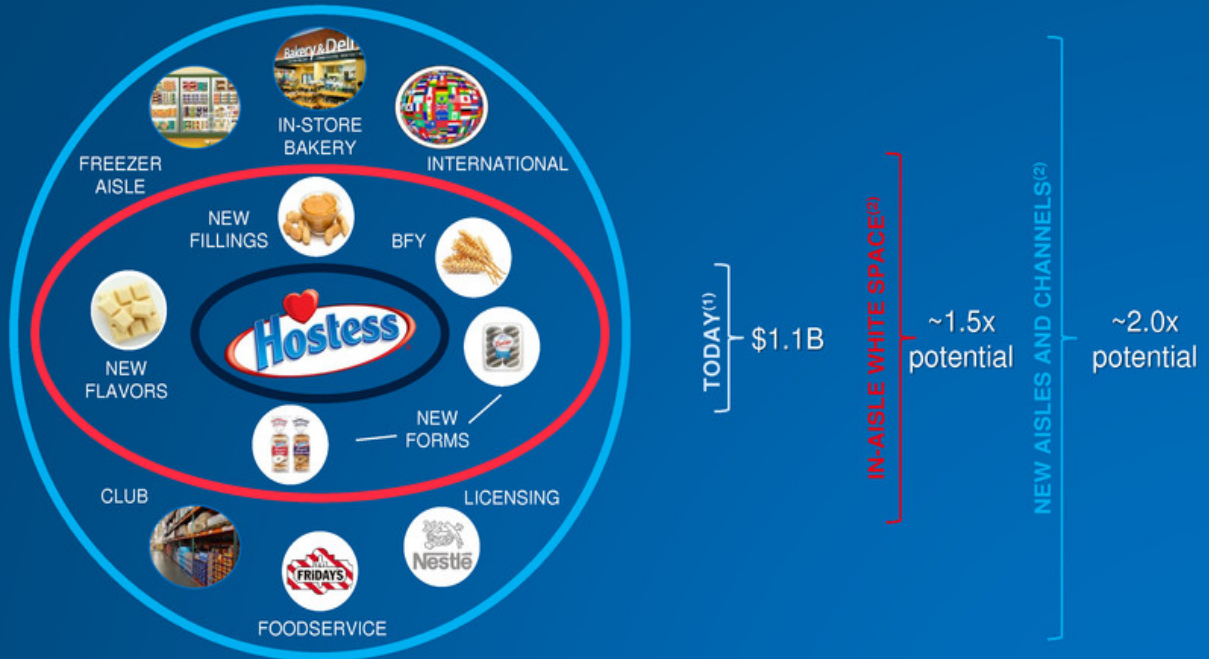 Bakery & Deli
IN-STORE
BAKERY
FREEZER
AISLE
INTERNATIONAL
NEW
FILLINGS
BFY
Hostess
NEW
FLAVORS
NEW
FORMS
CLUB
LICENSING
Nestlé
FRIDAYS
FOODSERVICE
TODAY(1)
$1.1B
IN-AISLE WHITE SPACE(2)
~1.5x
potential
NEW AISLES AND CHANNELS(2)
~2.0x
potential